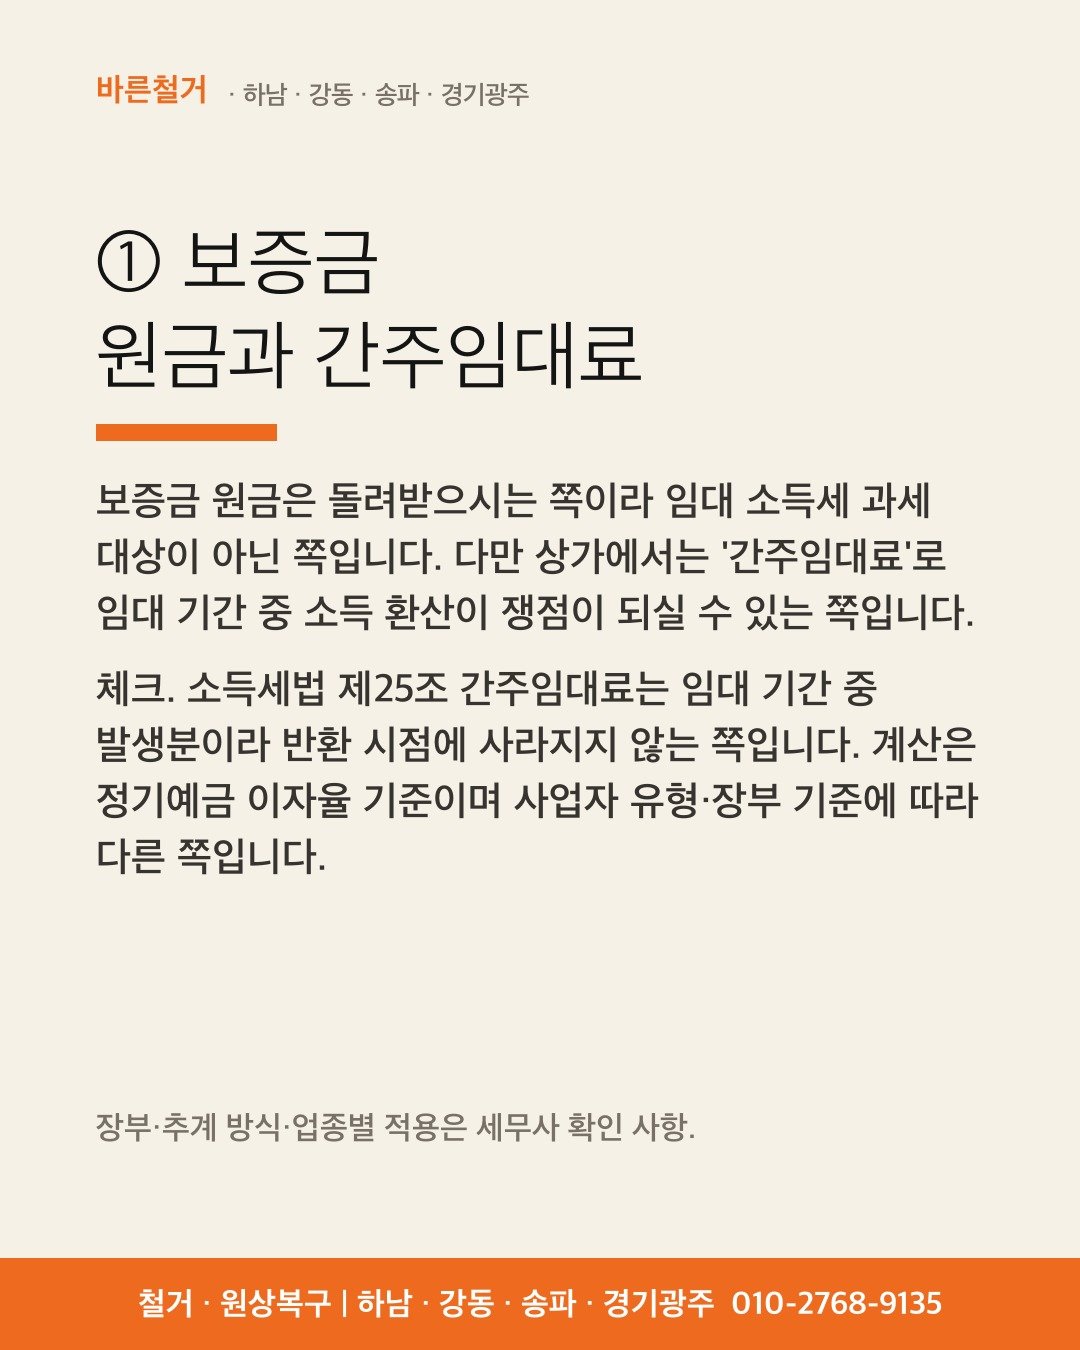 바른철거 · 하남 · 강동 · 송파 · 경기광주
① 보증금
원금과 간주임대료
보증금 원금은 돌려받으시는 쪽이라 임대 소득세 과세
대상이 아닌 쪽입니다. 다만 상가에서는 '간주임대료'로
임대 기간 중 소득 환산이 쟁점이 되실 수 있는 쪽입니다.
체크. 소득세법 제25조 간주임대료는 임대 기간 중
발생분이라 반환 시점에 사라지지 않는 쪽입니다. 계산은
정기예금 이자율 기준이며 사업자 유형·장부 기준에 따라
다른 쪽입니다.
장부·추계 방식·업종별 적용은 세무사 확인 사항.
철거 · 원상복구 | 하남 · 강동 · 송파 · 경기광주 010-2768-9135